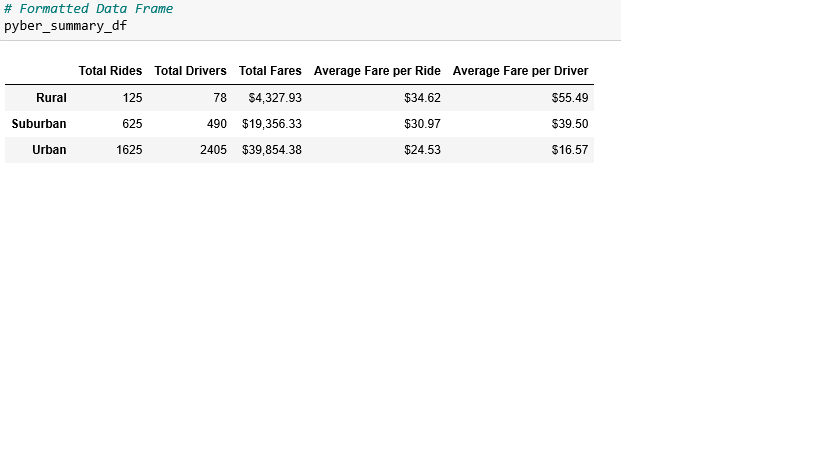 # Formatted Data Frame
pyber_summary_df
Total Rides Total Drivers Total Fares Average Fare per Ride Average Fare per Driver
Rural 125 78 $4,327.93 $34.62 $55.49
Suburban 625 490 $19,356.33 $30.97 $39.50
Urban 1625 2405 $39,854.38 $24.53 $16.57